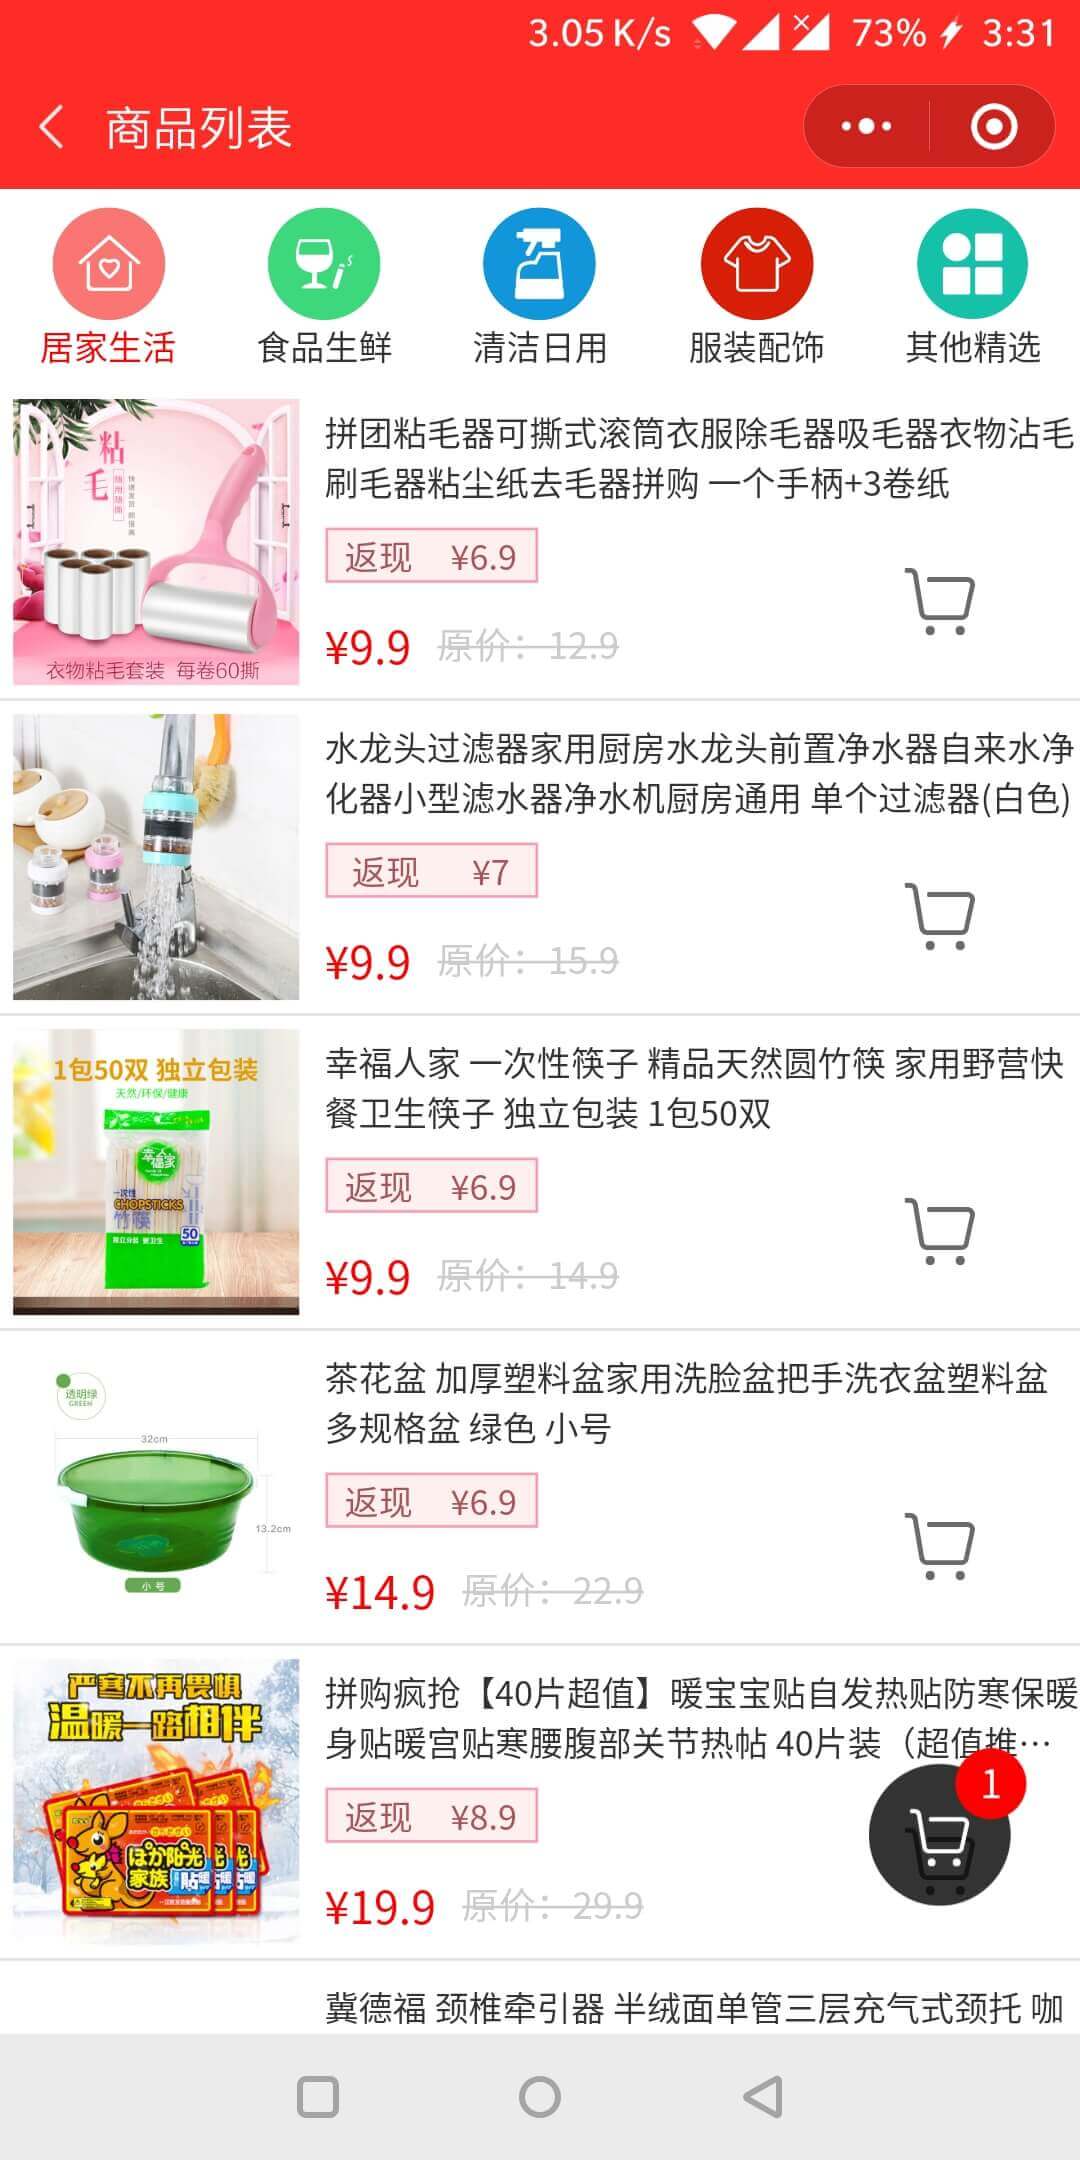 3.05 K/s 73% 3:31
商品列表
居家生活 食品生鲜 清洁日用 服装配饰 其他精选
粘毛
衣物粘毛套装 每卷60撕
拼团粘毛器可撕式滚筒衣服除毛器吸毛器衣物沾毛
刷毛器粘尘纸去毛器拼购 一个手柄+3卷纸
返现 ¥6.9
¥9.9 原价：12.9
水龙头过滤器家用厨房水龙头前置净水器自来水净
化器小型滤水器净水机厨房通用 单个过滤器(白色)
返现 ¥7
¥9.9 原价：15.9
1包50双 独立包装
天然/环保/健康
幸福人家
一次性
CHOPSTICKS
竹筷
50
幸福人家 一次性筷子 精品天然圆竹筷 家用野营快
餐卫生筷子 独立包装 1包50双
返现 ¥6.9
¥9.9 原价：14.9
透明绿
GREEN
32cm
13.2cm
小号
茶花盆 加厚塑料盆家用洗脸盆把手洗衣盆塑料盆
多规格盆 绿色 小号
返现 ¥6.9
¥14.9 原价：22.9
严寒不再畏惧
温暖一路相伴
ぽか阳光
家族
贴暖
拼购疯抢【40片超值】暖宝宝贴自发热贴防寒保暖
身贴暖宫贴寒腰腹部关节热帖 40片装（超值推…
返现 ¥8.9
1
¥19.9 原价：29.9
冀德福 颈椎牵引器 半绒面单管三层充气式颈托 咖